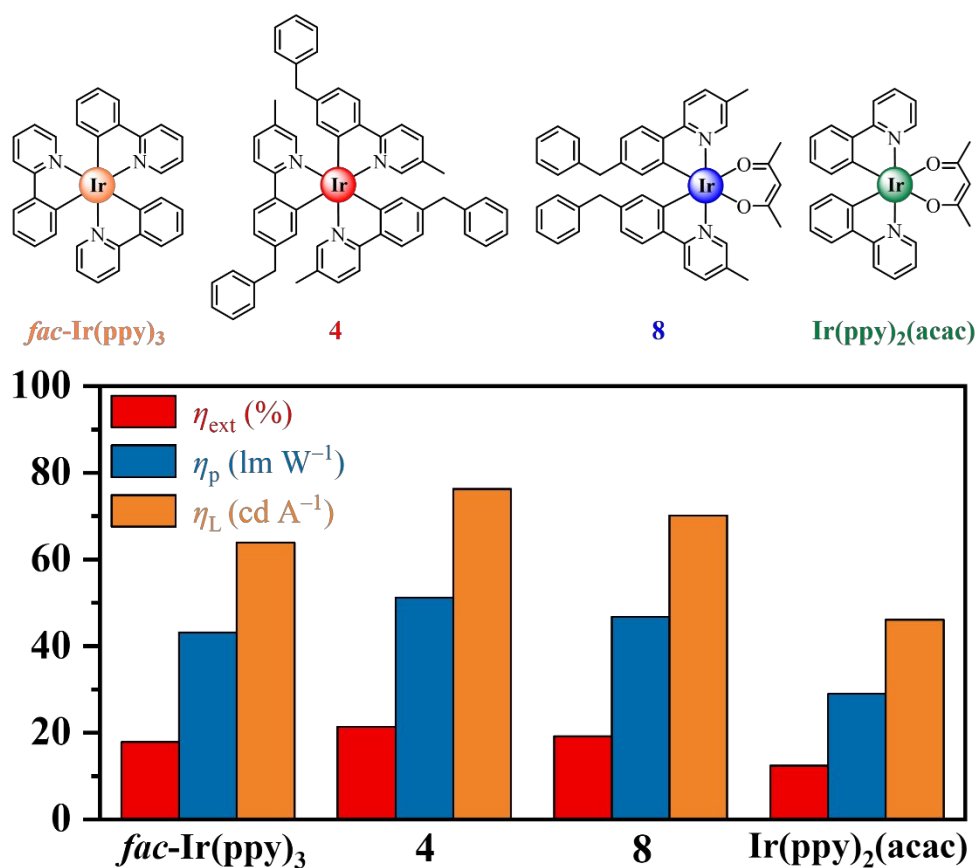 Ir N N N
Ir N N N
Ir N N O O
Ir N N O O
fac-Ir(ppy)₃ 4 8 Ir(ppy)₂(acac)
100
ηext (%)
80
ηp (lm W⁻¹)
ηL (cd A⁻¹)
60
40
20
0
fac-Ir(ppy)₃ 4 8 Ir(ppy)₂(acac)